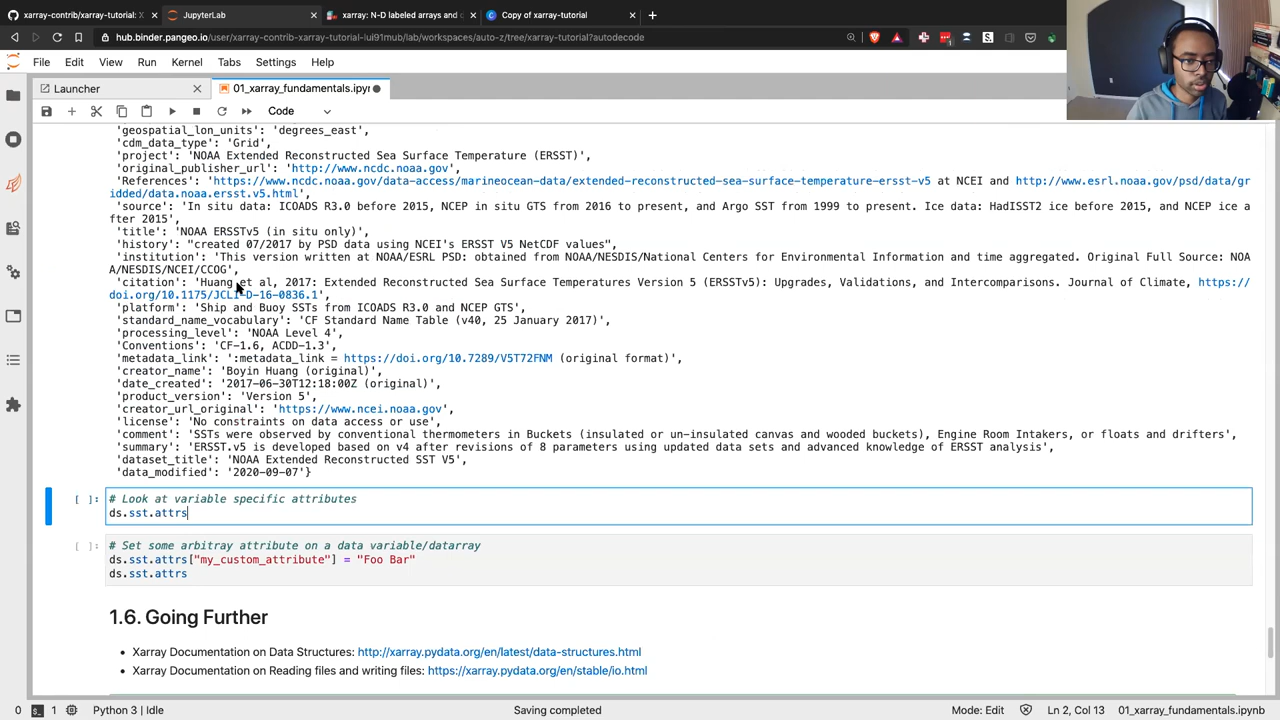 xarray-contrib/xarray-tutorial: X
JupyterLab
xarray: N-D labeled arrays and
Copy of xarray-tutorial
hub.binder.pangeo.io/user/xarray-contrib-xarray-tutorial-lui91mub/lab/workspaces/auto-z/tree/xarray-tutorial?autodecode
File Edit View Run Kernel Tabs Settings Help
Launcher
01_xarray_fundamentals.ipyn
Code
'geospatial_lon_units': 'degrees_east',
'cdm_data_type': 'Grid',
'project': 'NOAA Extended Reconstructed Sea Surface Temperature (ERSST)',
'original_publisher_url': 'http://www.ncdc.noaa.gov',
'References': 'https://www.ncdc.noaa.gov/data-access/marineocean-data/extended-reconstructed-sea-surface-temperature-ersst-v5 at NCEI and http://www.esrl.noaa.gov/psd/data/gr
idded/data.noaa.ersst.v5.html',
'source': 'In situ data: ICOADS R3.0 before 2015, NCEP in situ GTS from 2016 to present, and Argo SST from 1999 to present. Ice data: HadISST2 ice before 2015, and NCEP ice a
fter 2015',
'title': 'NOAA ERSSTv5 (in situ only)',
'history': "created 07/2017 by PSD data using NCEI's ERSST V5 NetCDF values",
'institution': 'This version written at NOAA/ESRL PSD: obtained from NOAA/NESDIS/National Centers for Environmental Information and time aggregated. Original Full Source: NOA
A/NESDIS/NCEI/CCOG',
'citation': 'Huang et al, 2017: Extended Reconstructed Sea Surface Temperatures Version 5 (ERSSTv5): Upgrades, Validations, and Intercomparisons. Journal of Climate, https://
doi.org/10.1175/JCLI-D-16-0836.1',
'platform': 'Ship and Buoy SSTs from ICOADS R3.0 and NCEP GTS',
'standard_name_vocabulary': 'CF Standard Name Table (v40, 25 January 2017)',
'processing_level': 'NOAA Level 4',
'Conventions': 'CF-1.6, ACDD-1.3',
'metadata_link': ':metadata_link = https://doi.org/10.7289/V5T72FNM (original format)',
'creator_name': 'Boyin Huang (original)',
'date_created': '2017-06-30T12:18:00Z (original)',
'product_version': 'Version 5',
'creator_url_original': 'https://www.ncei.noaa.gov',
'license': 'No constraints on data access or use',
'comment': 'SSTs were observed by conventional thermometers in Buckets (insulated or un-insulated canvas and wooded buckets), Engine Room Intakers, or floats and drifters',
'summary': 'ERSST.v5 is developed based on v4 after revisions of 8 parameters using updated data sets and advanced knowledge of ERSST analysis',
'dataset_title': 'NOAA Extended Reconstructed SST V5',
'data_modified': '2020-09-07'}
[ ]: # Look at variable specific attributes
ds.sst.attrs
[ ]: # Set some arbitray attribute on a data variable/datarray
ds.sst.attrs["my_custom_attribute"] = "Foo Bar"
ds.sst.attrs
1.6. Going Further
• Xarray Documentation on Data Structures: http://xarray.pydata.org/en/latest/data-structures.html
• Xarray Documentation on Reading files and writing files: https://xarray.pydata.org/en/stable/io.html
0 1 Python 3 | Idle Saving completed Mode: Edit Ln 2, Col 13 01_xarray_fundamentals.ipynb